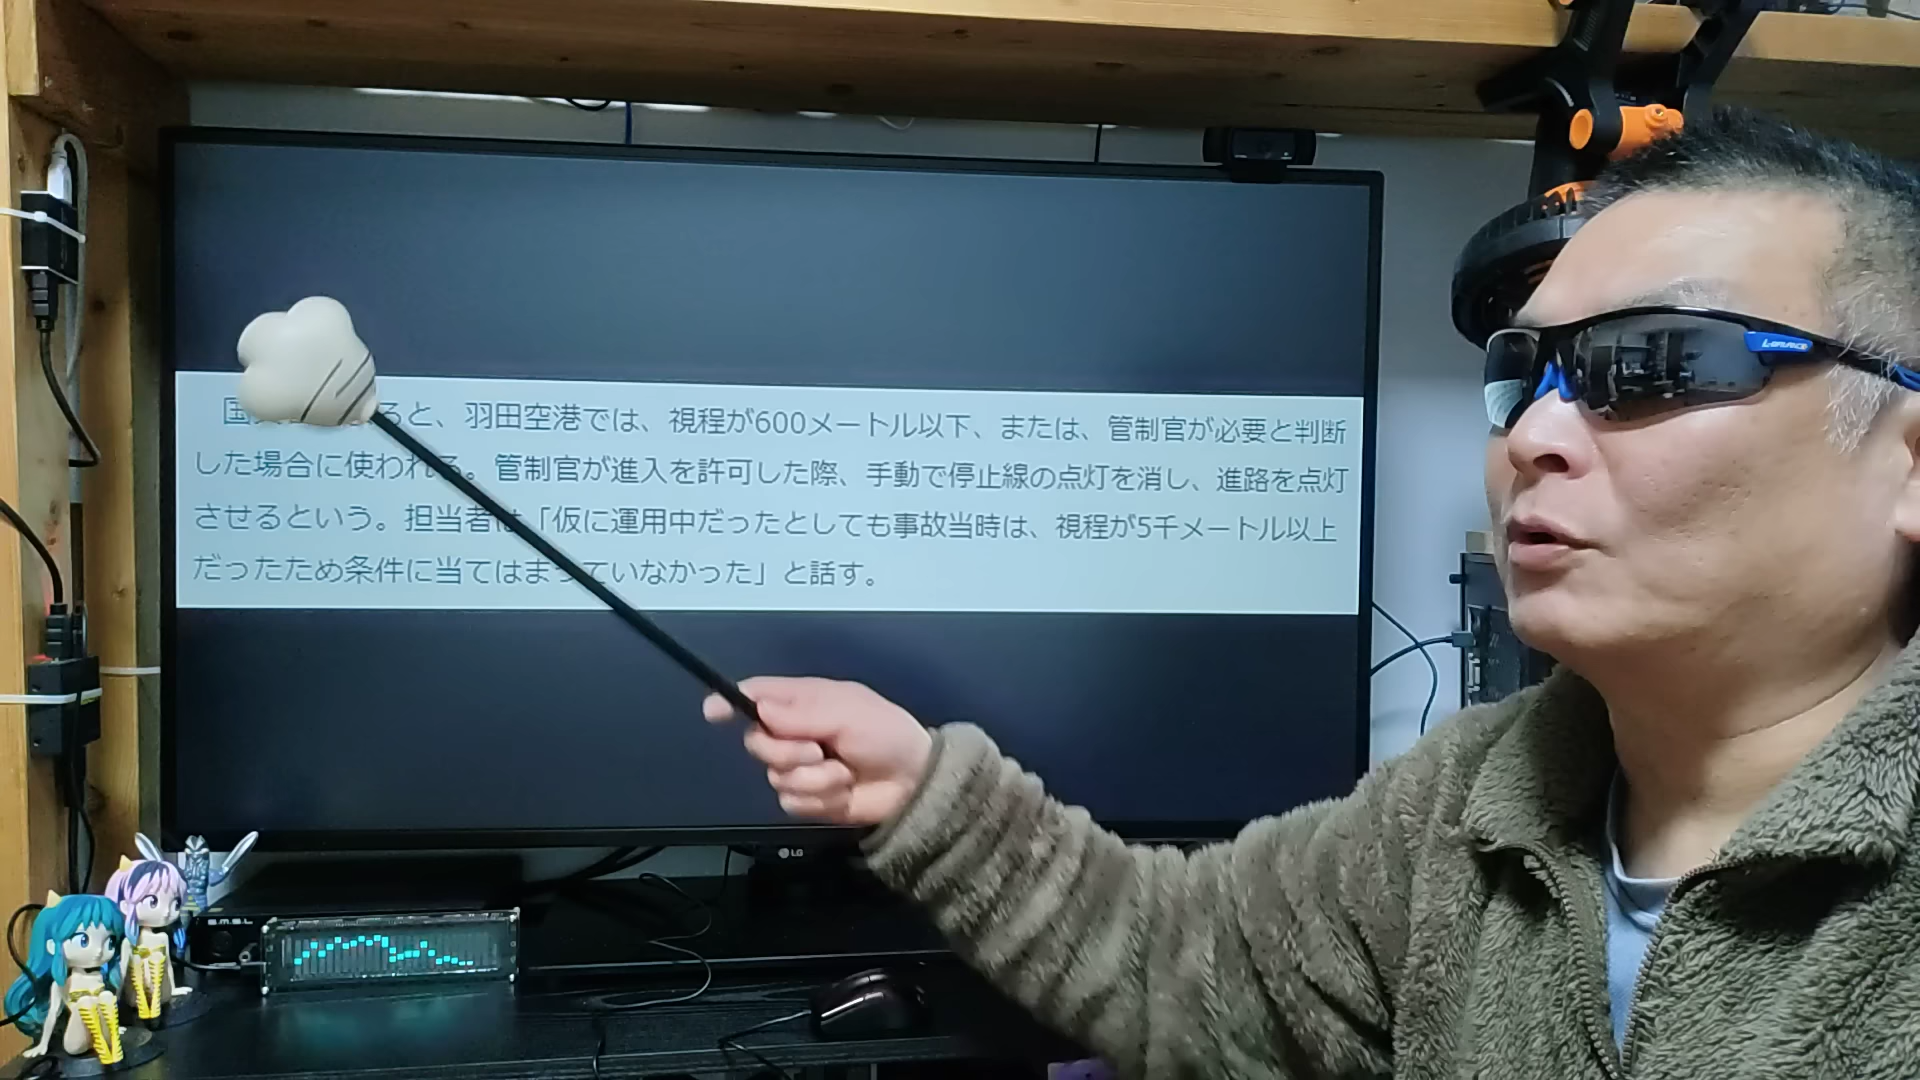 国 ると、羽田空港では、視程が600メートル以下、または、管制官が必要と判断
した場合に使われる。管制官が進入を許可した際、手動で停止線の点灯を消し、進路を点灯
させるという。担当者は「仮に運用中だったとしても事故当時は、視程が5千メートル以上
だったため条件に当てはまっていなかった」と話す。
LG
S.M.S.L